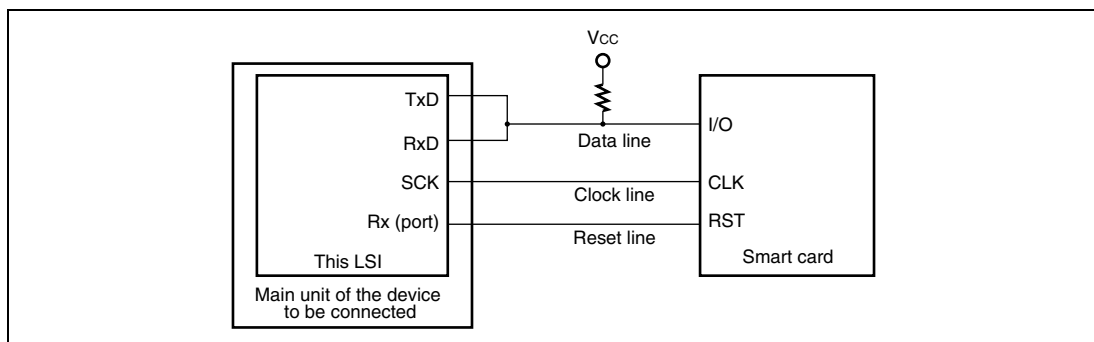 VCC
TxD
I/O
RxD
Data line
SCK
CLK
Clock line
Rx (port)
RST
Reset line
This LSI
Smart card
Main unit of the device
to be connected